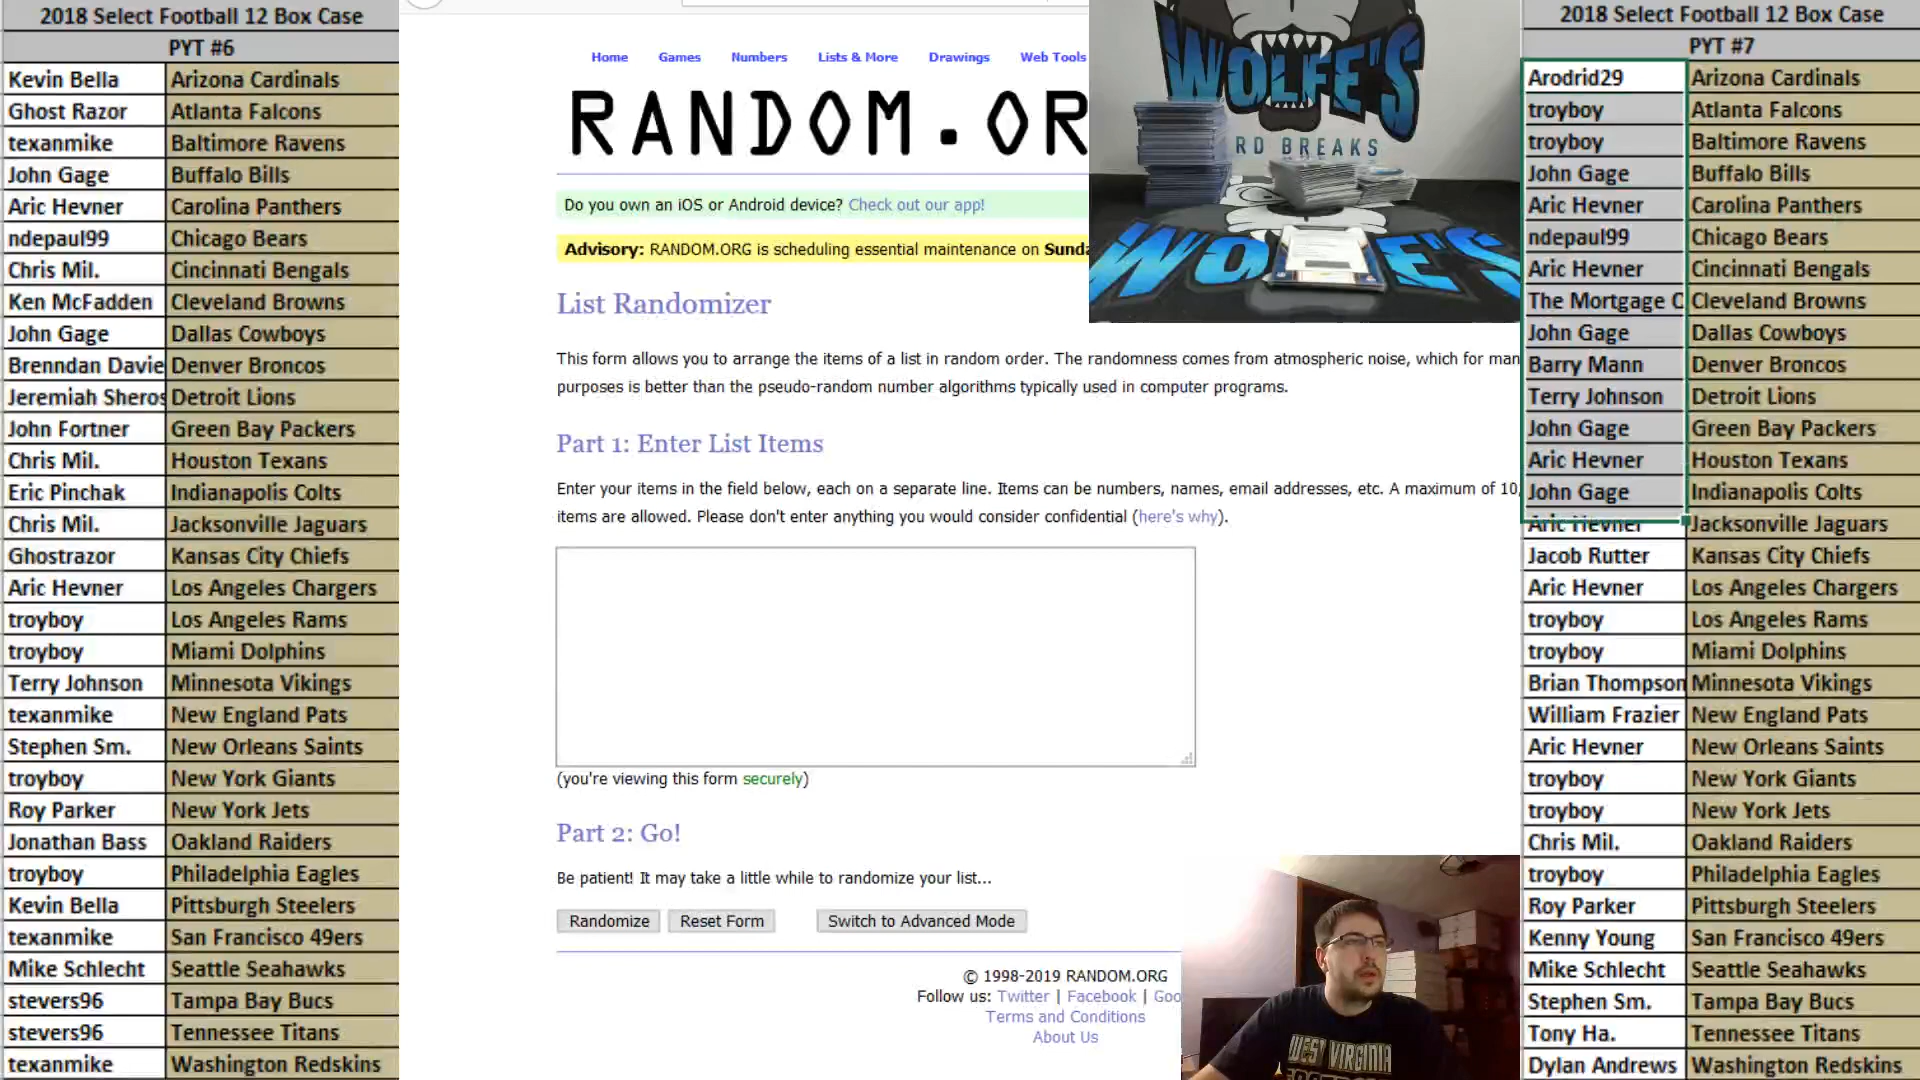 2018 Select Football 12 Box Case
PYT #6
Kevin Bella Arizona Cardinals
Ghost Razor Atlanta Falcons
texanmike Baltimore Ravens
John Gage Buffalo Bills
Aric Hevner Carolina Panthers
ndepaul99 Chicago Bears
Chris Mil. Cincinnati Bengals
Ken McFadden Cleveland Browns
John Gage Dallas Cowboys
Brenndan Davie Denver Broncos
Jeremiah Sheros Detroit Lions
John Fortner Green Bay Packers
Chris Mil. Houston Texans
Eric Pinchak Indianapolis Colts
Chris Mil. Jacksonville Jaguars
Ghostrazor Kansas City Chiefs
Aric Hevner Los Angeles Chargers
troyboy Los Angeles Rams
troyboy Miami Dolphins
Terry Johnson Minnesota Vikings
texanmike New England Pats
Stephen Sm. New Orleans Saints
troyboy New York Giants
Roy Parker New York Jets
Jonathan Bass Oakland Raiders
troyboy Philadelphia Eagles
Kevin Bella Pittsburgh Steelers
texanmike San Francisco 49ers
Mike Schlecht Seattle Seahawks
stevers96 Tampa Bay Bucs
stevers96 Tennessee Titans
texanmike Washington Redskins
Home Games Numbers Lists & More Drawings Web Tools
RANDOM.OR
Do you own an iOS or Android device? Check out our app!
Advisory: RANDOM.ORG is scheduling essential maintenance on Sunda
List Randomizer
This form allows you to arrange the items of a list in random order. The randomness comes from atmospheric noise, which for man
purposes is better than the pseudo-random number algorithms typically used in computer programs.
Part 1: Enter List Items
Enter your items in the field below, each on a separate line. Items can be numbers, names, email addresses, etc. A maximum of 10,
items are allowed. Please don't enter anything you would consider confidential (here's why).
(you're viewing this form securely)
Part 2: Go!
Be patient! It may take a little while to randomize your list...
Randomize Reset Form Switch to Advanced Mode
© 1998-2019 RANDOM.ORG
Follow us: Twitter | Facebook | Goo
Terms and Conditions
About Us
WOLFE'S
RD BREAKS
WO FE'S
WEST VIRGINIA
2018 Select Football 12 Box Case
PYT #7
Arodrid29 Arizona Cardinals
troyboy Atlanta Falcons
troyboy Baltimore Ravens
John Gage Buffalo Bills
Aric Hevner Carolina Panthers
ndepaul99 Chicago Bears
Aric Hevner Cincinnati Bengals
The Mortgage C Cleveland Browns
John Gage Dallas Cowboys
Barry Mann Denver Broncos
Terry Johnson Detroit Lions
John Gage Green Bay Packers
Aric Hevner Houston Texans
John Gage Indianapolis Colts
Aric Hevner Jacksonville Jaguars
Jacob Rutter Kansas City Chiefs
Aric Hevner Los Angeles Chargers
troyboy Los Angeles Rams
troyboy Miami Dolphins
Brian Thompson Minnesota Vikings
William Frazier New England Pats
Aric Hevner New Orleans Saints
troyboy New York Giants
troyboy New York Jets
Chris Mil. Oakland Raiders
troyboy Philadelphia Eagles
Roy Parker Pittsburgh Steelers
Kenny Young San Francisco 49ers
Mike Schlecht Seattle Seahawks
Stephen Sm. Tampa Bay Bucs
Tony Ha. Tennessee Titans
Dylan Andrews Washington Redskins